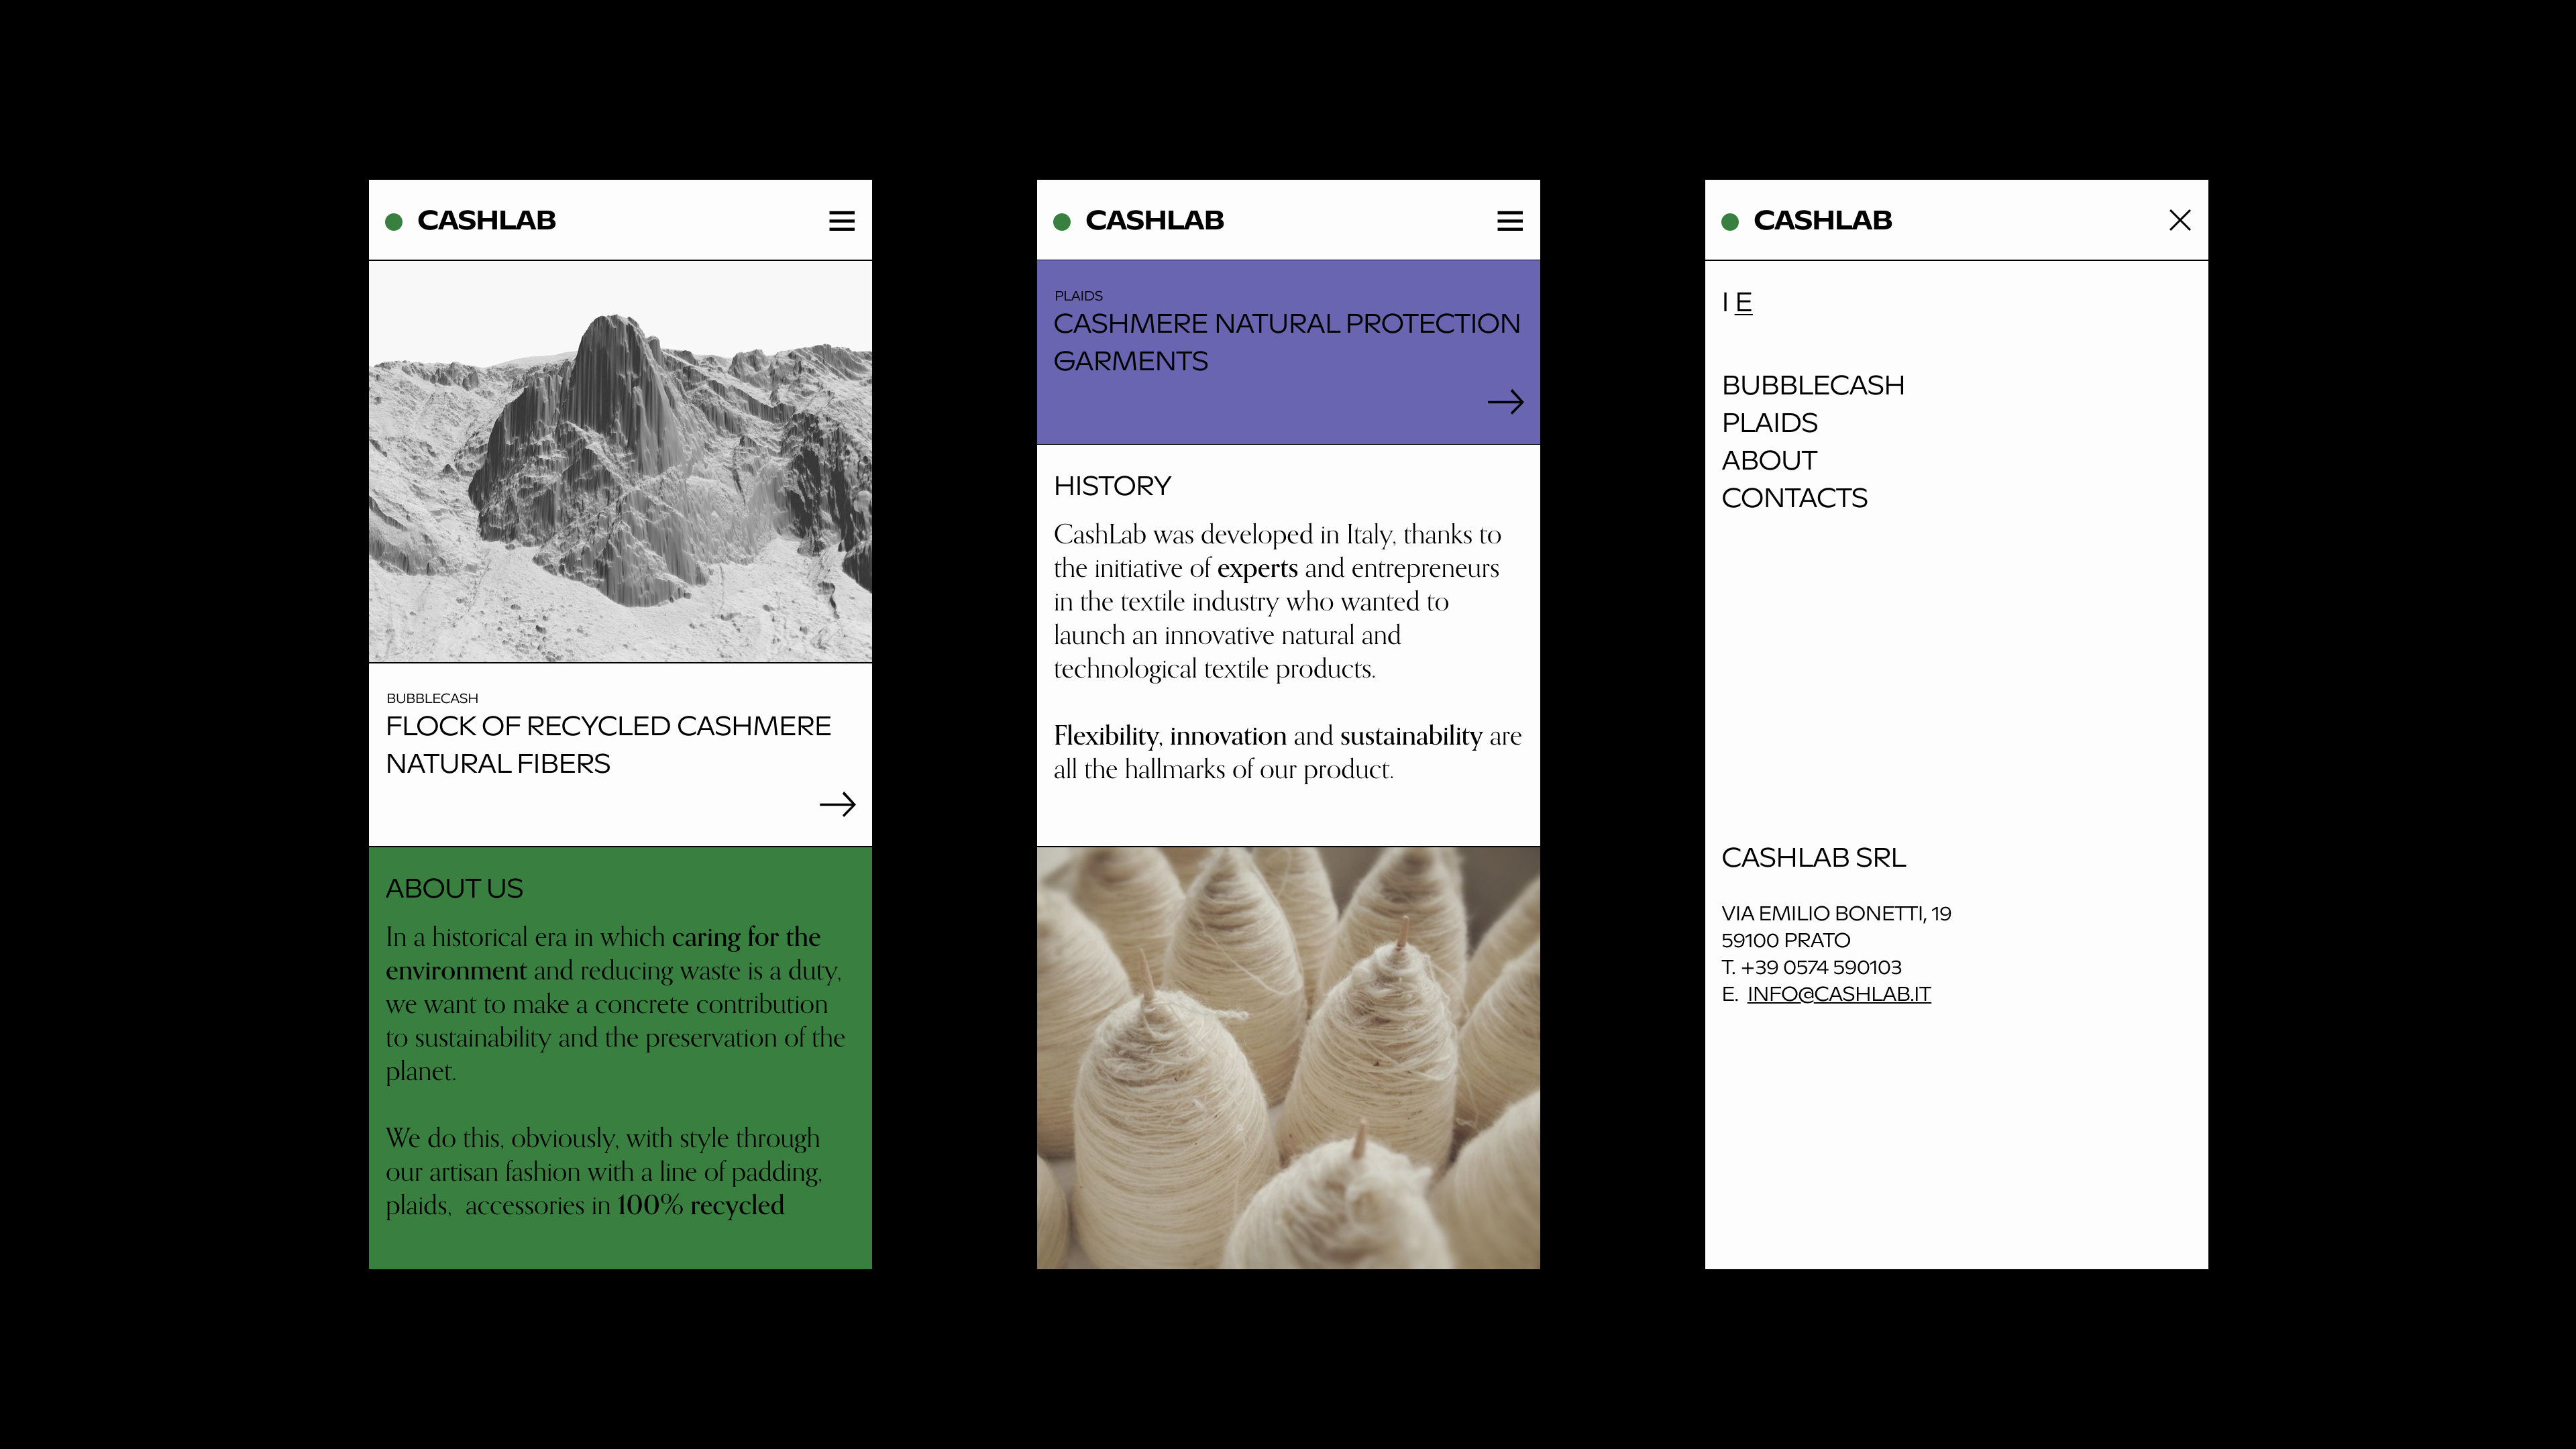 CASHLAB
BUBBLECASH
FLOCK OF RECYCLED CASHMERE
NATURAL FIBERS
ABOUT US
In a historical era in which caring for the
environment and reducing waste is a duty,
we want to make a concrete contribution
to sustainability and the preservation of the
planet.
We do this, obviously, with style through
our artisan fashion with a line of padding,
plaids, accessories in 100% recycled
CASHLAB
PLAIDS
CASHMERE NATURAL PROTECTION
GARMENTS
HISTORY
CashLab was developed in Italy, thanks to
the initiative of experts and entrepreneurs
in the textile industry who wanted to
launch an innovative natural and
technological textile products.
Flexibility, innovation and sustainability are
all the hallmarks of our product.
CASHLAB
I E
BUBBLECASH
PLAIDS
ABOUT
CONTACTS
CASHLAB SRL
VIA EMILIO BONETTI, 19
59100 PRATO
T. +39 0574 590103
E. INFO@CASHLAB.IT